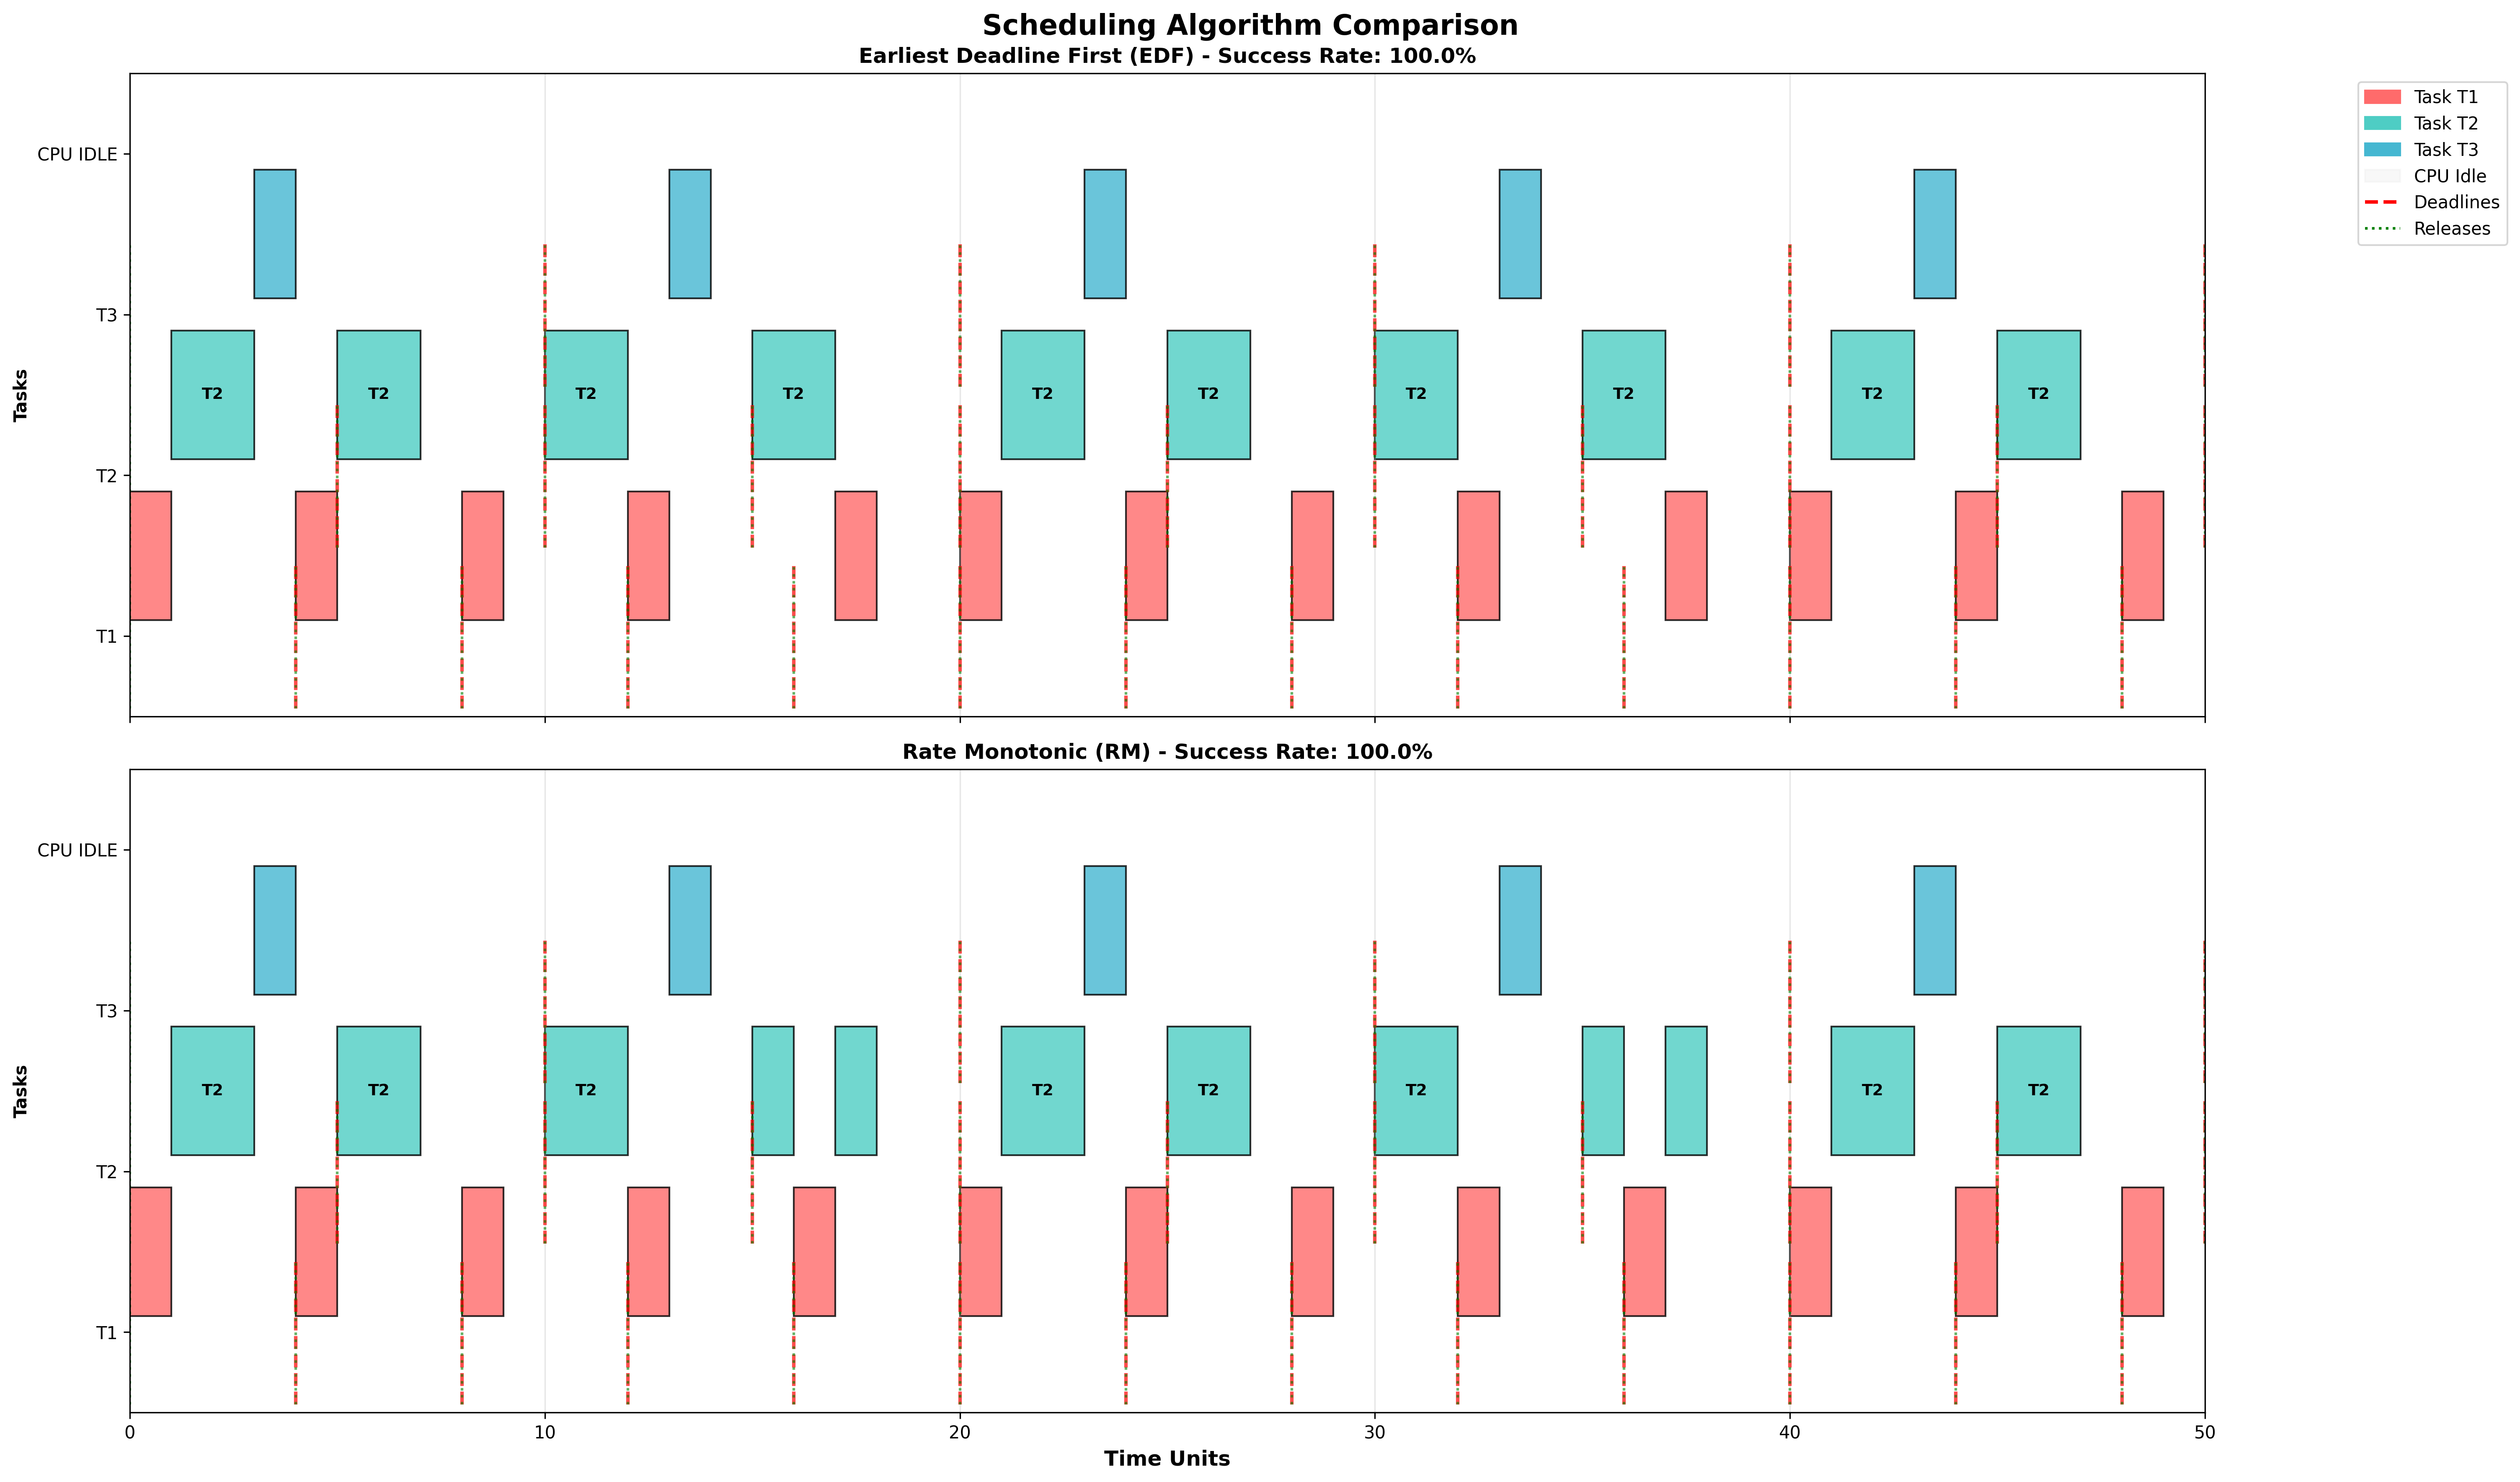 Scheduling Algorithm Comparison
Earliest Deadline First (EDF) - Success Rate: 100.0%
Task T1
Task T2
Task T3
CPU Idle
Deadlines
Releases
CPU IDLE
T3
T2
T1
Tasks
T2 T2 T2 T2 T2 T2 T2 T2 T2 T2
Rate Monotonic (RM) - Success Rate: 100.0%
CPU IDLE
T3
T2
T1
Tasks
T2 T2 T2 T2 T2 T2 T2 T2
0 10 20 30 40 50
Time Units